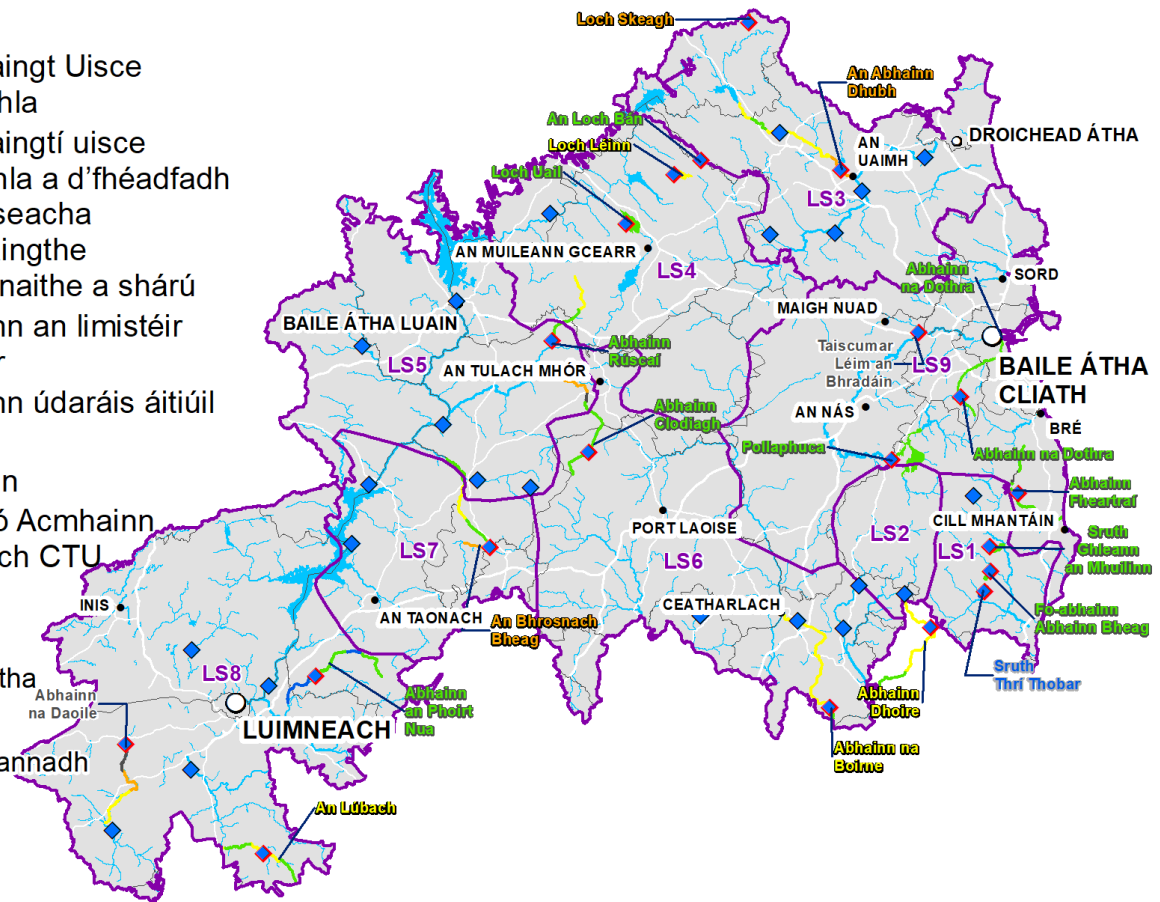 aingt Uisce
hla
aingtí uisce
hla a d'fhéadfadh
seacha
ingthe
naithe a shárú
nn an limistéir
r
nn údaráis áitiúil
n
ó Acmhainn
ch CTU
tha
annadh
Loch Skeagh
An Abhainn
Dhubh
An Loch Bán
Loch Léinn
Loch Uail
AN
UAIMH
DROICHEAD ÁTHA
LS3
AN MUILEANN GCEARR
LS4
Abhainn
na Dothra
SORD
MAIGH NUAD
BAILE ÁTHA LUAIN
LS5
Abhainn
Rúscaí
AN TULACH MHÓR
Taiscumar
Léim an
Bhradáin
LS9
BAILE ÁTHA
CLIATH
Abhainn
Clodiagh
AN NÁS
BRÉ
Pollaphuca
Abhainn na Dothra
Abhainn
Fheartraí
PORT LAOISE
CILL MHANTÁIN
LS2
LS1
Sruth
Ghleann
an Mhuilinn
LS7
LS6
INIS
AN TAONACH
An Bhrosnach
Bheag
CEATHARLACH
Fo-abhainn
Abhainn Bheag
Sruth
Thrí Thobar
LS8
Abhainn
na Daoile
Abhainn
an Phoirt
Nua
LUIMNEACH
Abhainn
Dhoire
Abhainn na
Boirne
An Lúbach